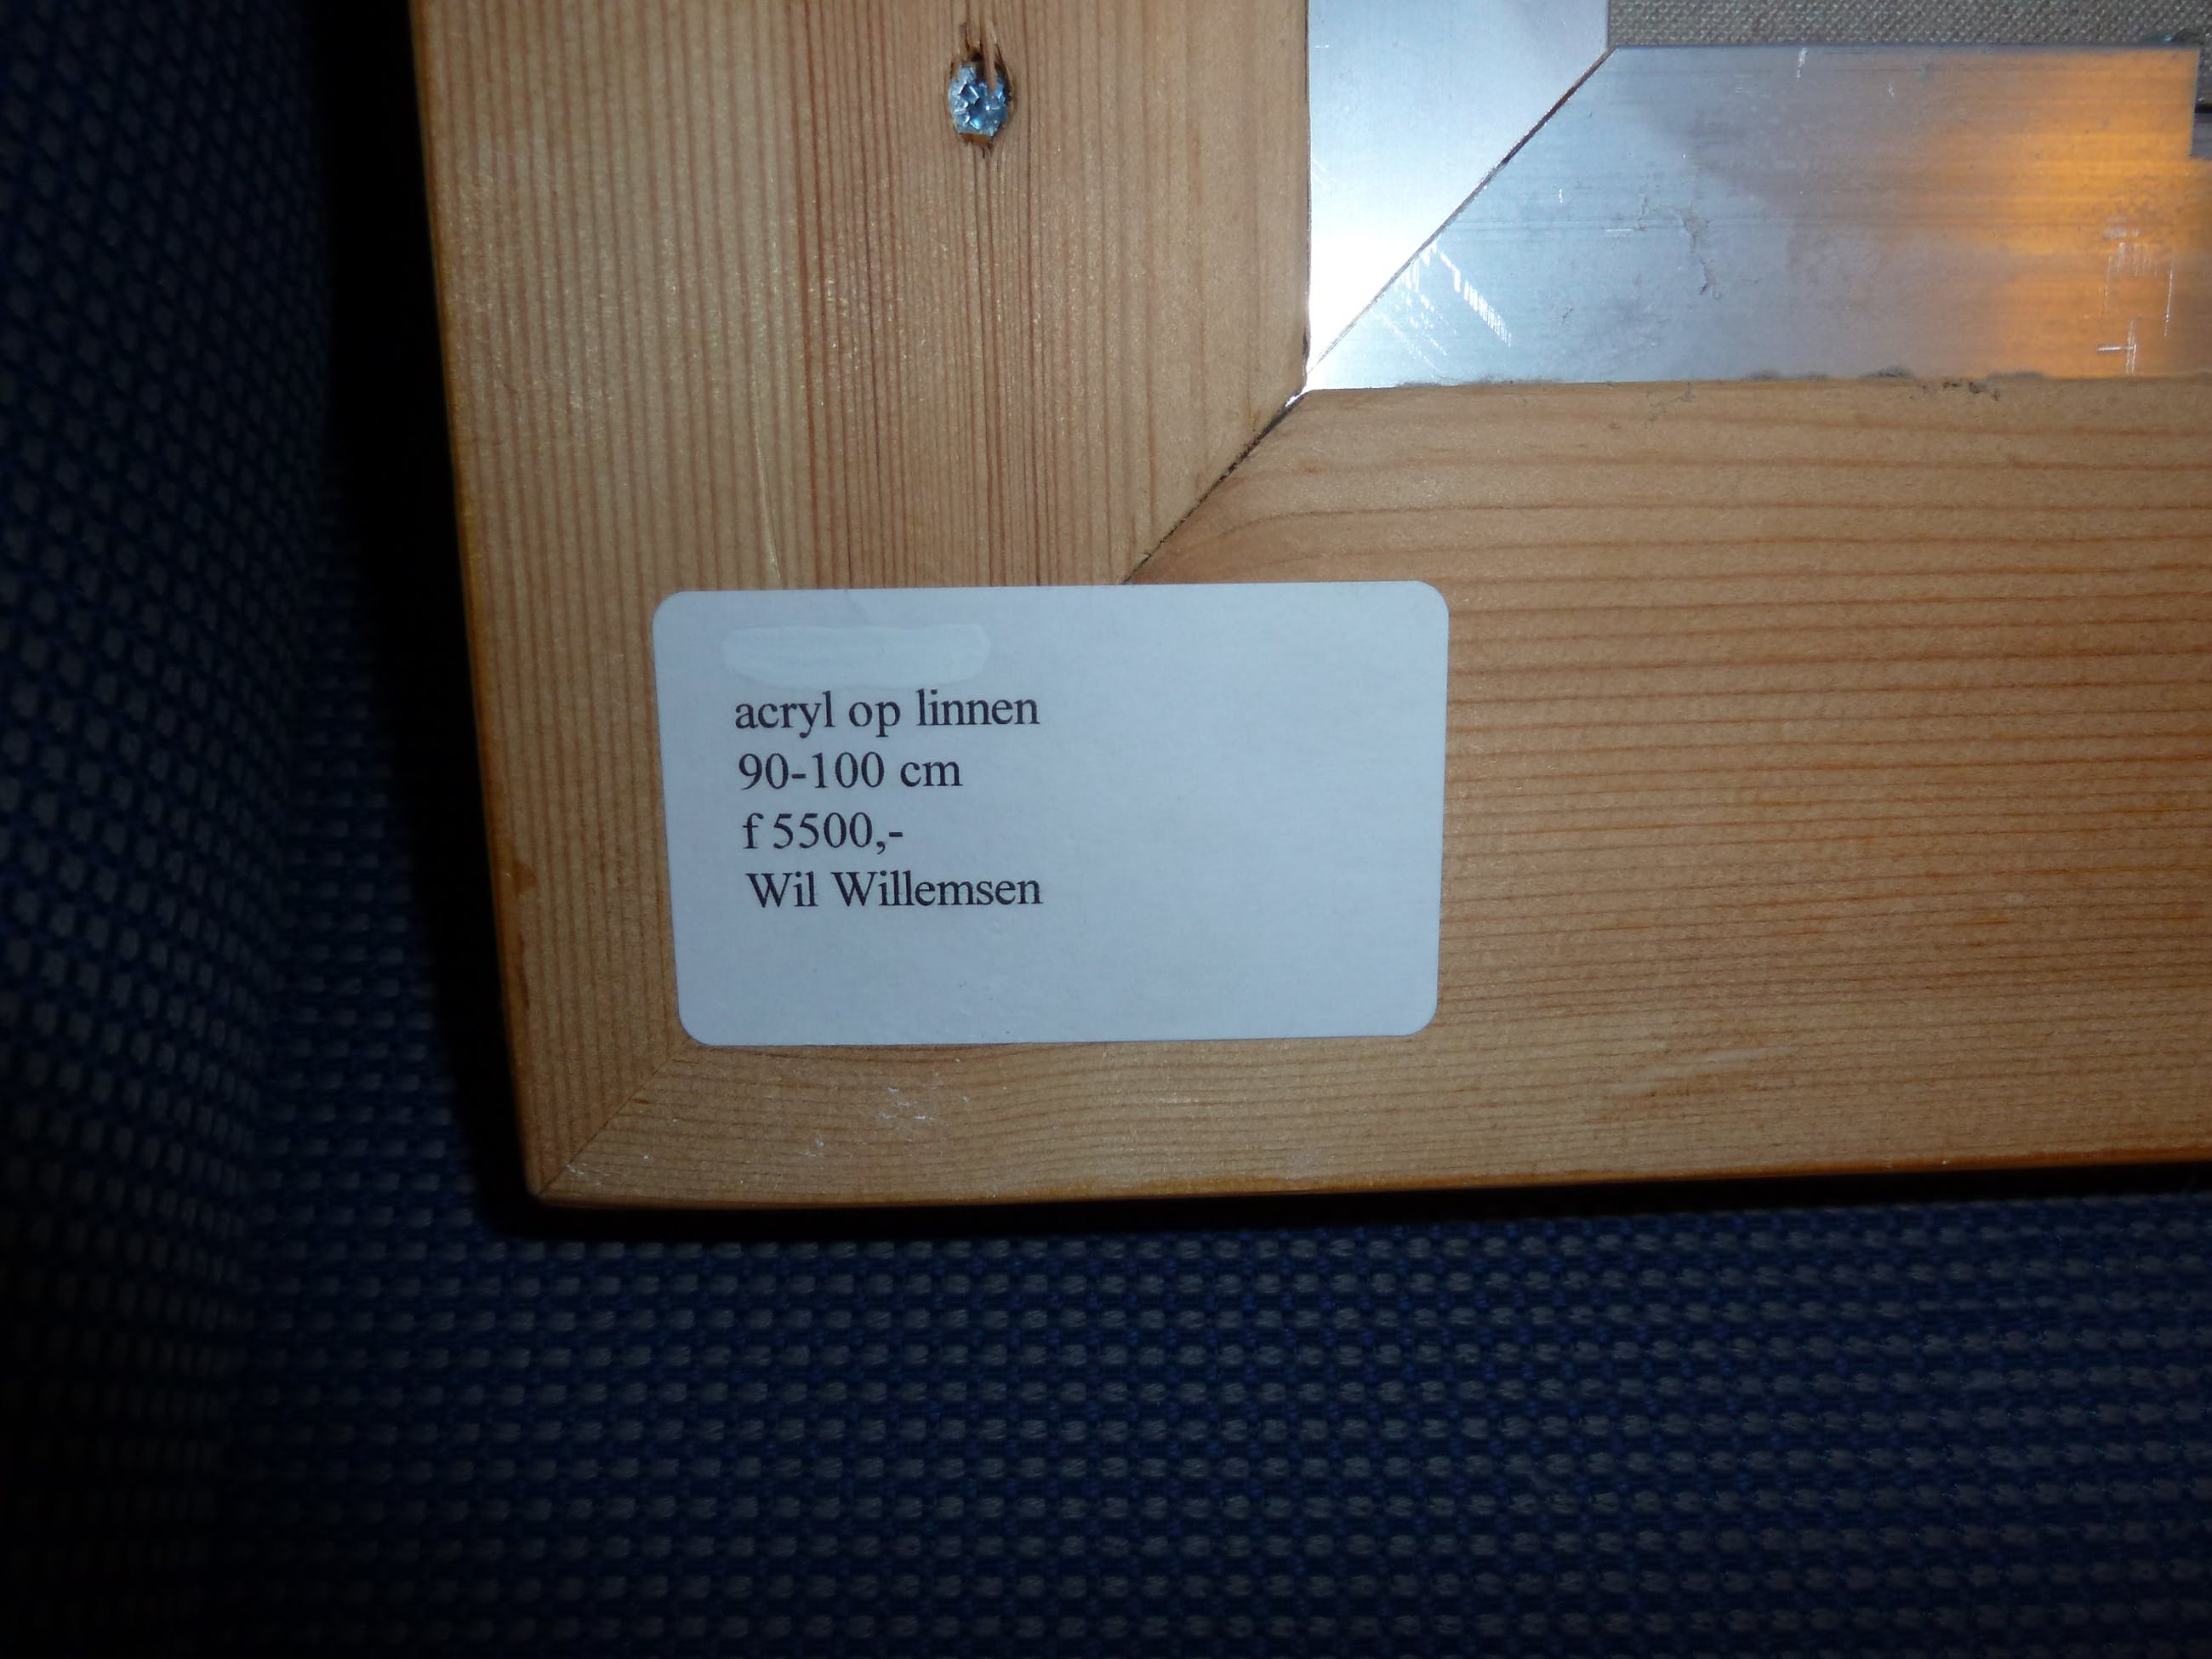 acryl op linnen
90-100 cm
f 5500,-
Wil Willemsen